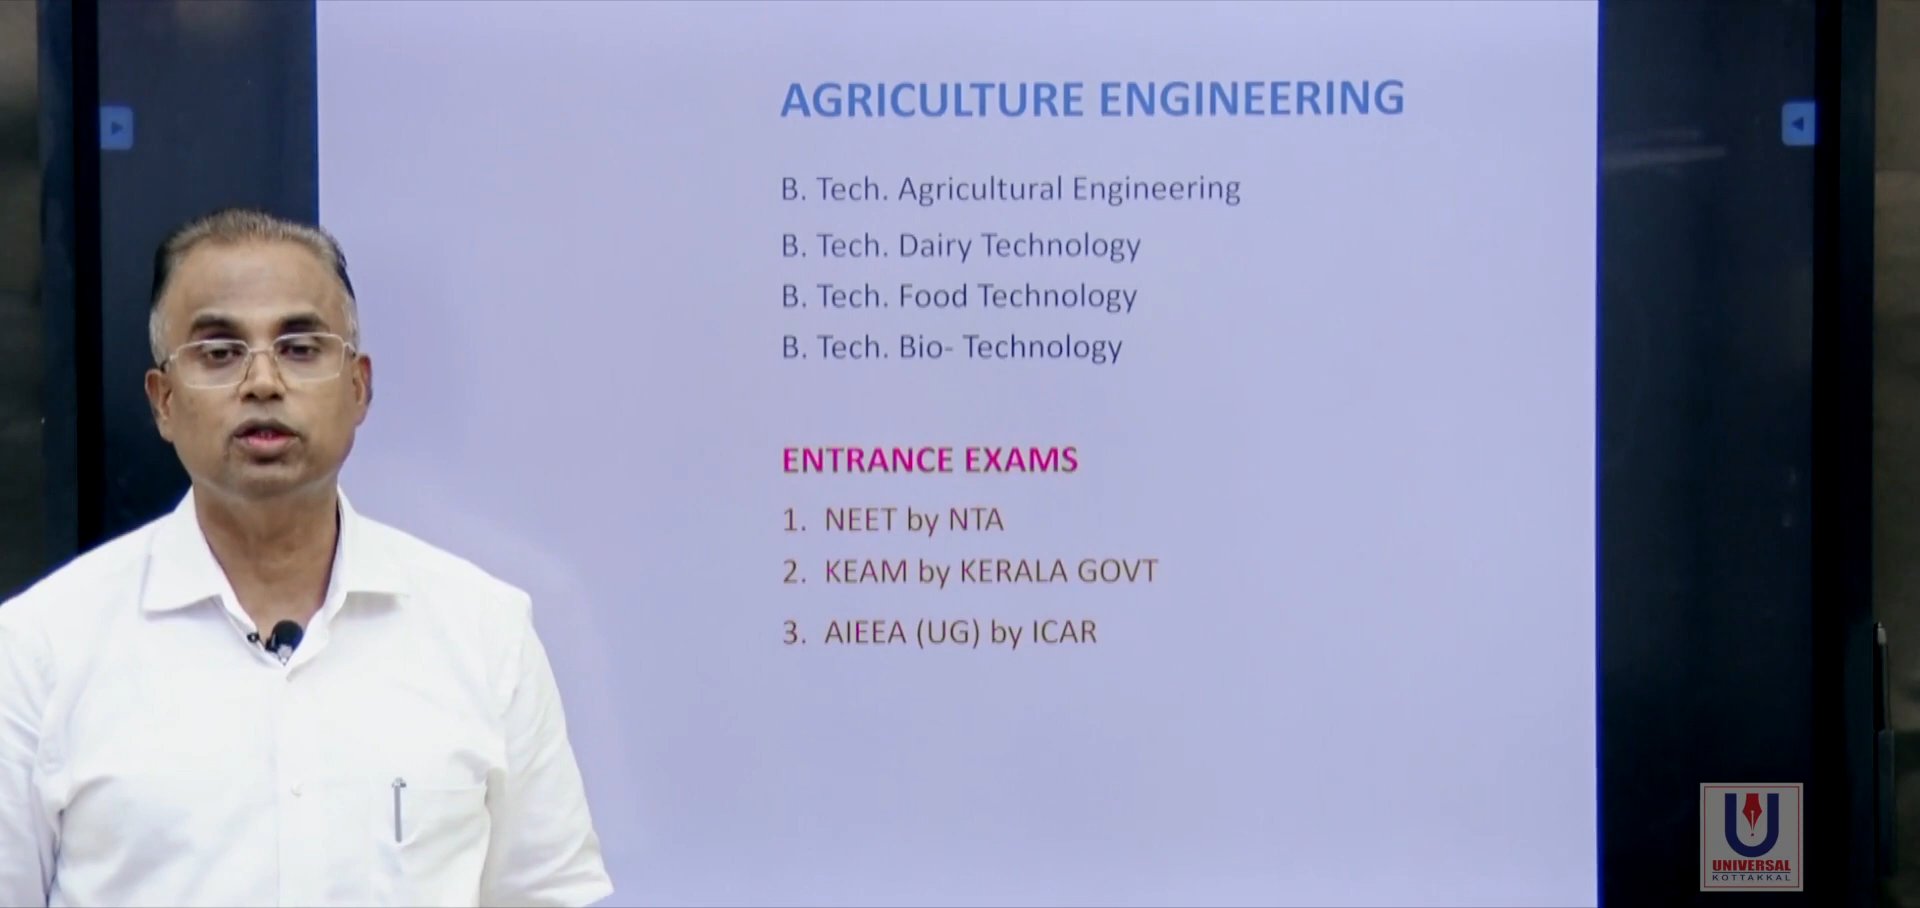 AGRICULTURE ENGINEERING
B. Tech. Agricultural Engineering
B. Tech. Dairy Technology
B. Tech. Food Technology
B. Tech. Bio- Technology
ENTRANCE EXAMS
1. NEET by NTA
2. KEAM by KERALA GOVT
3. AIEEA (UG) by ICAR
U
UNIVERSAL
KOTTAKKAL